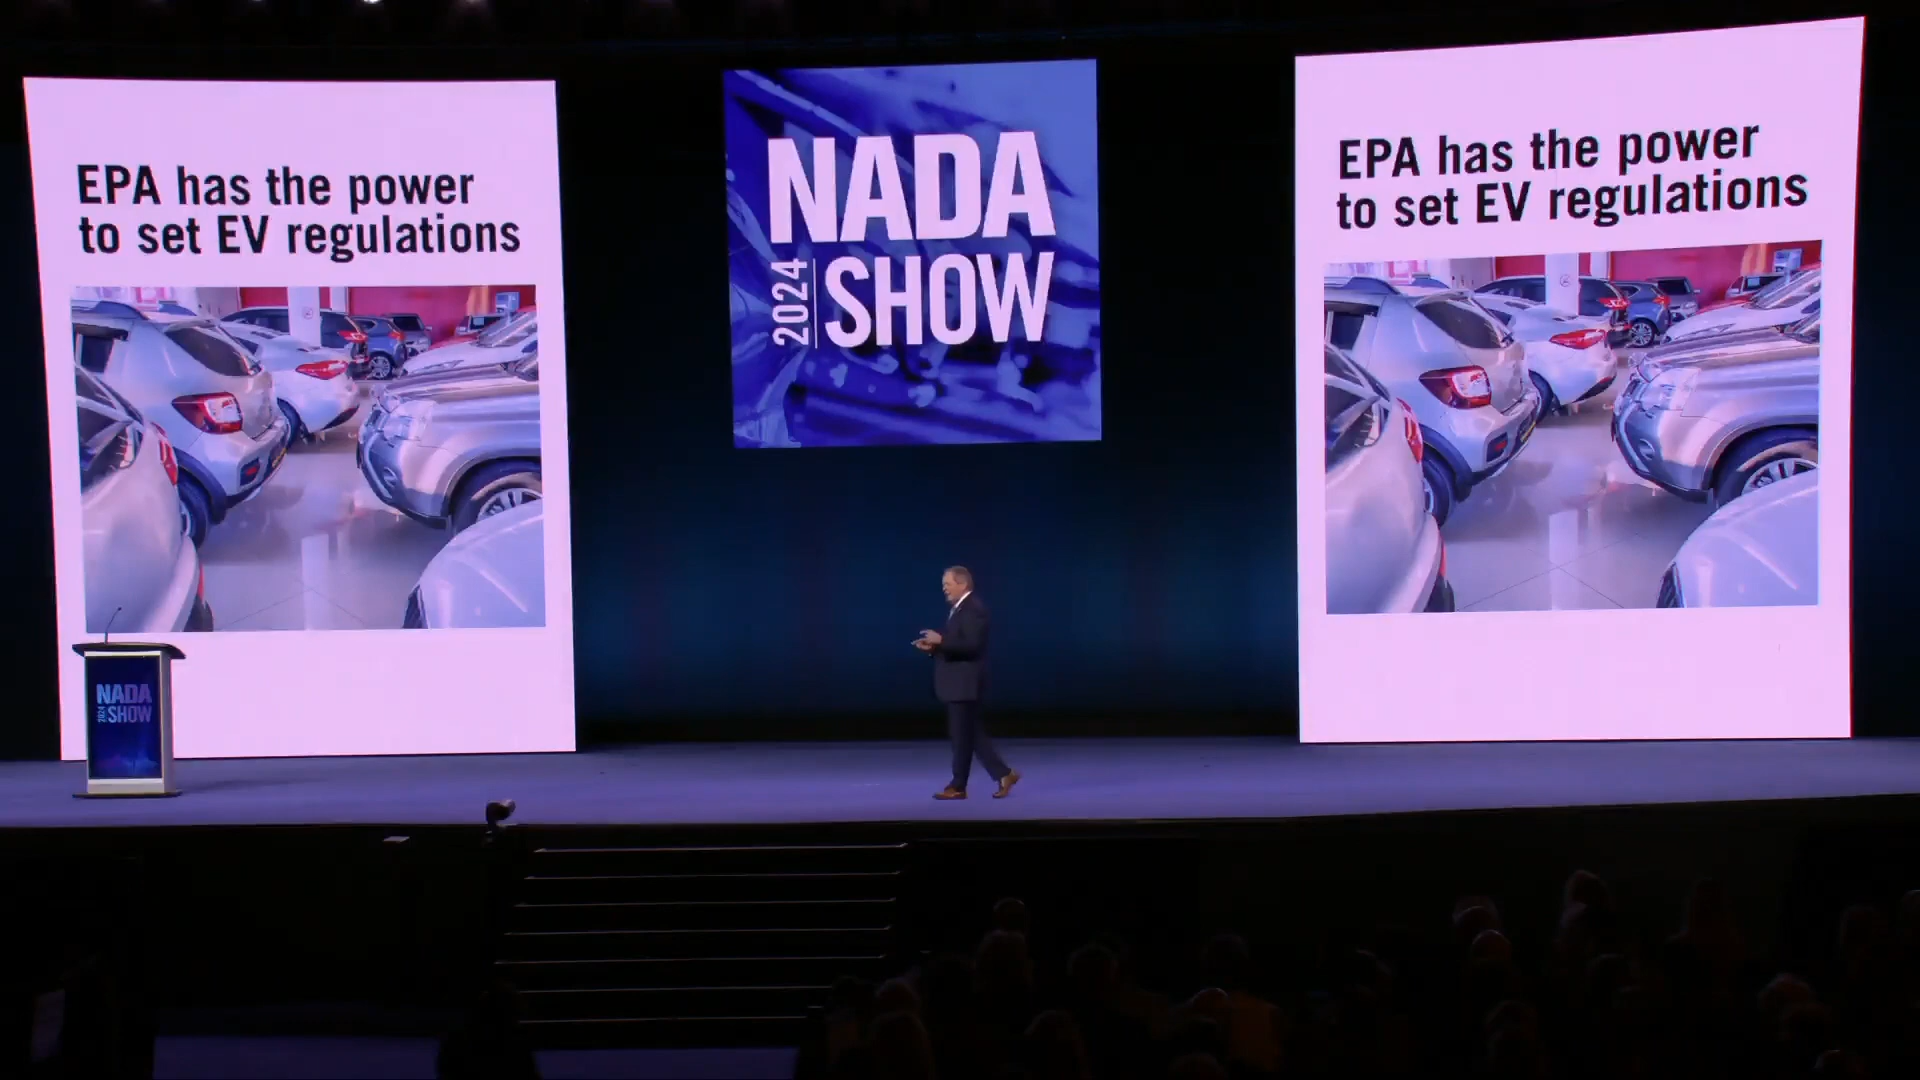 EPA has the power
to set EV regulations
NADA
2024 SHOW
EPA has the power
to set EV regulations
NADA
2024 SHOW